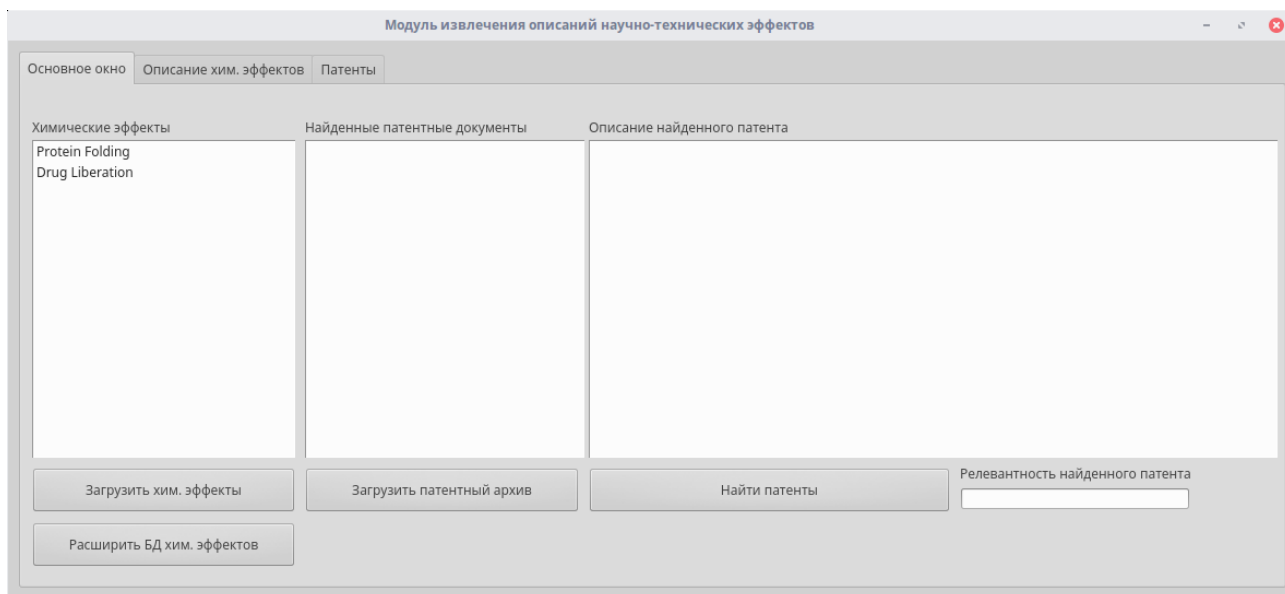 Модуль извлечения описаний научно-технических эффектов
Основное окно
Описание хим. эффектов
Патенты
Химические эффекты
Найденные патентные документы
Описание найденного патента
Protein Folding
Drug Liberation
Загрузить хим. эффекты
Загрузить патентный архив
Найти патенты
Релевантность найденного патента
Расширить БД хим. эффектов